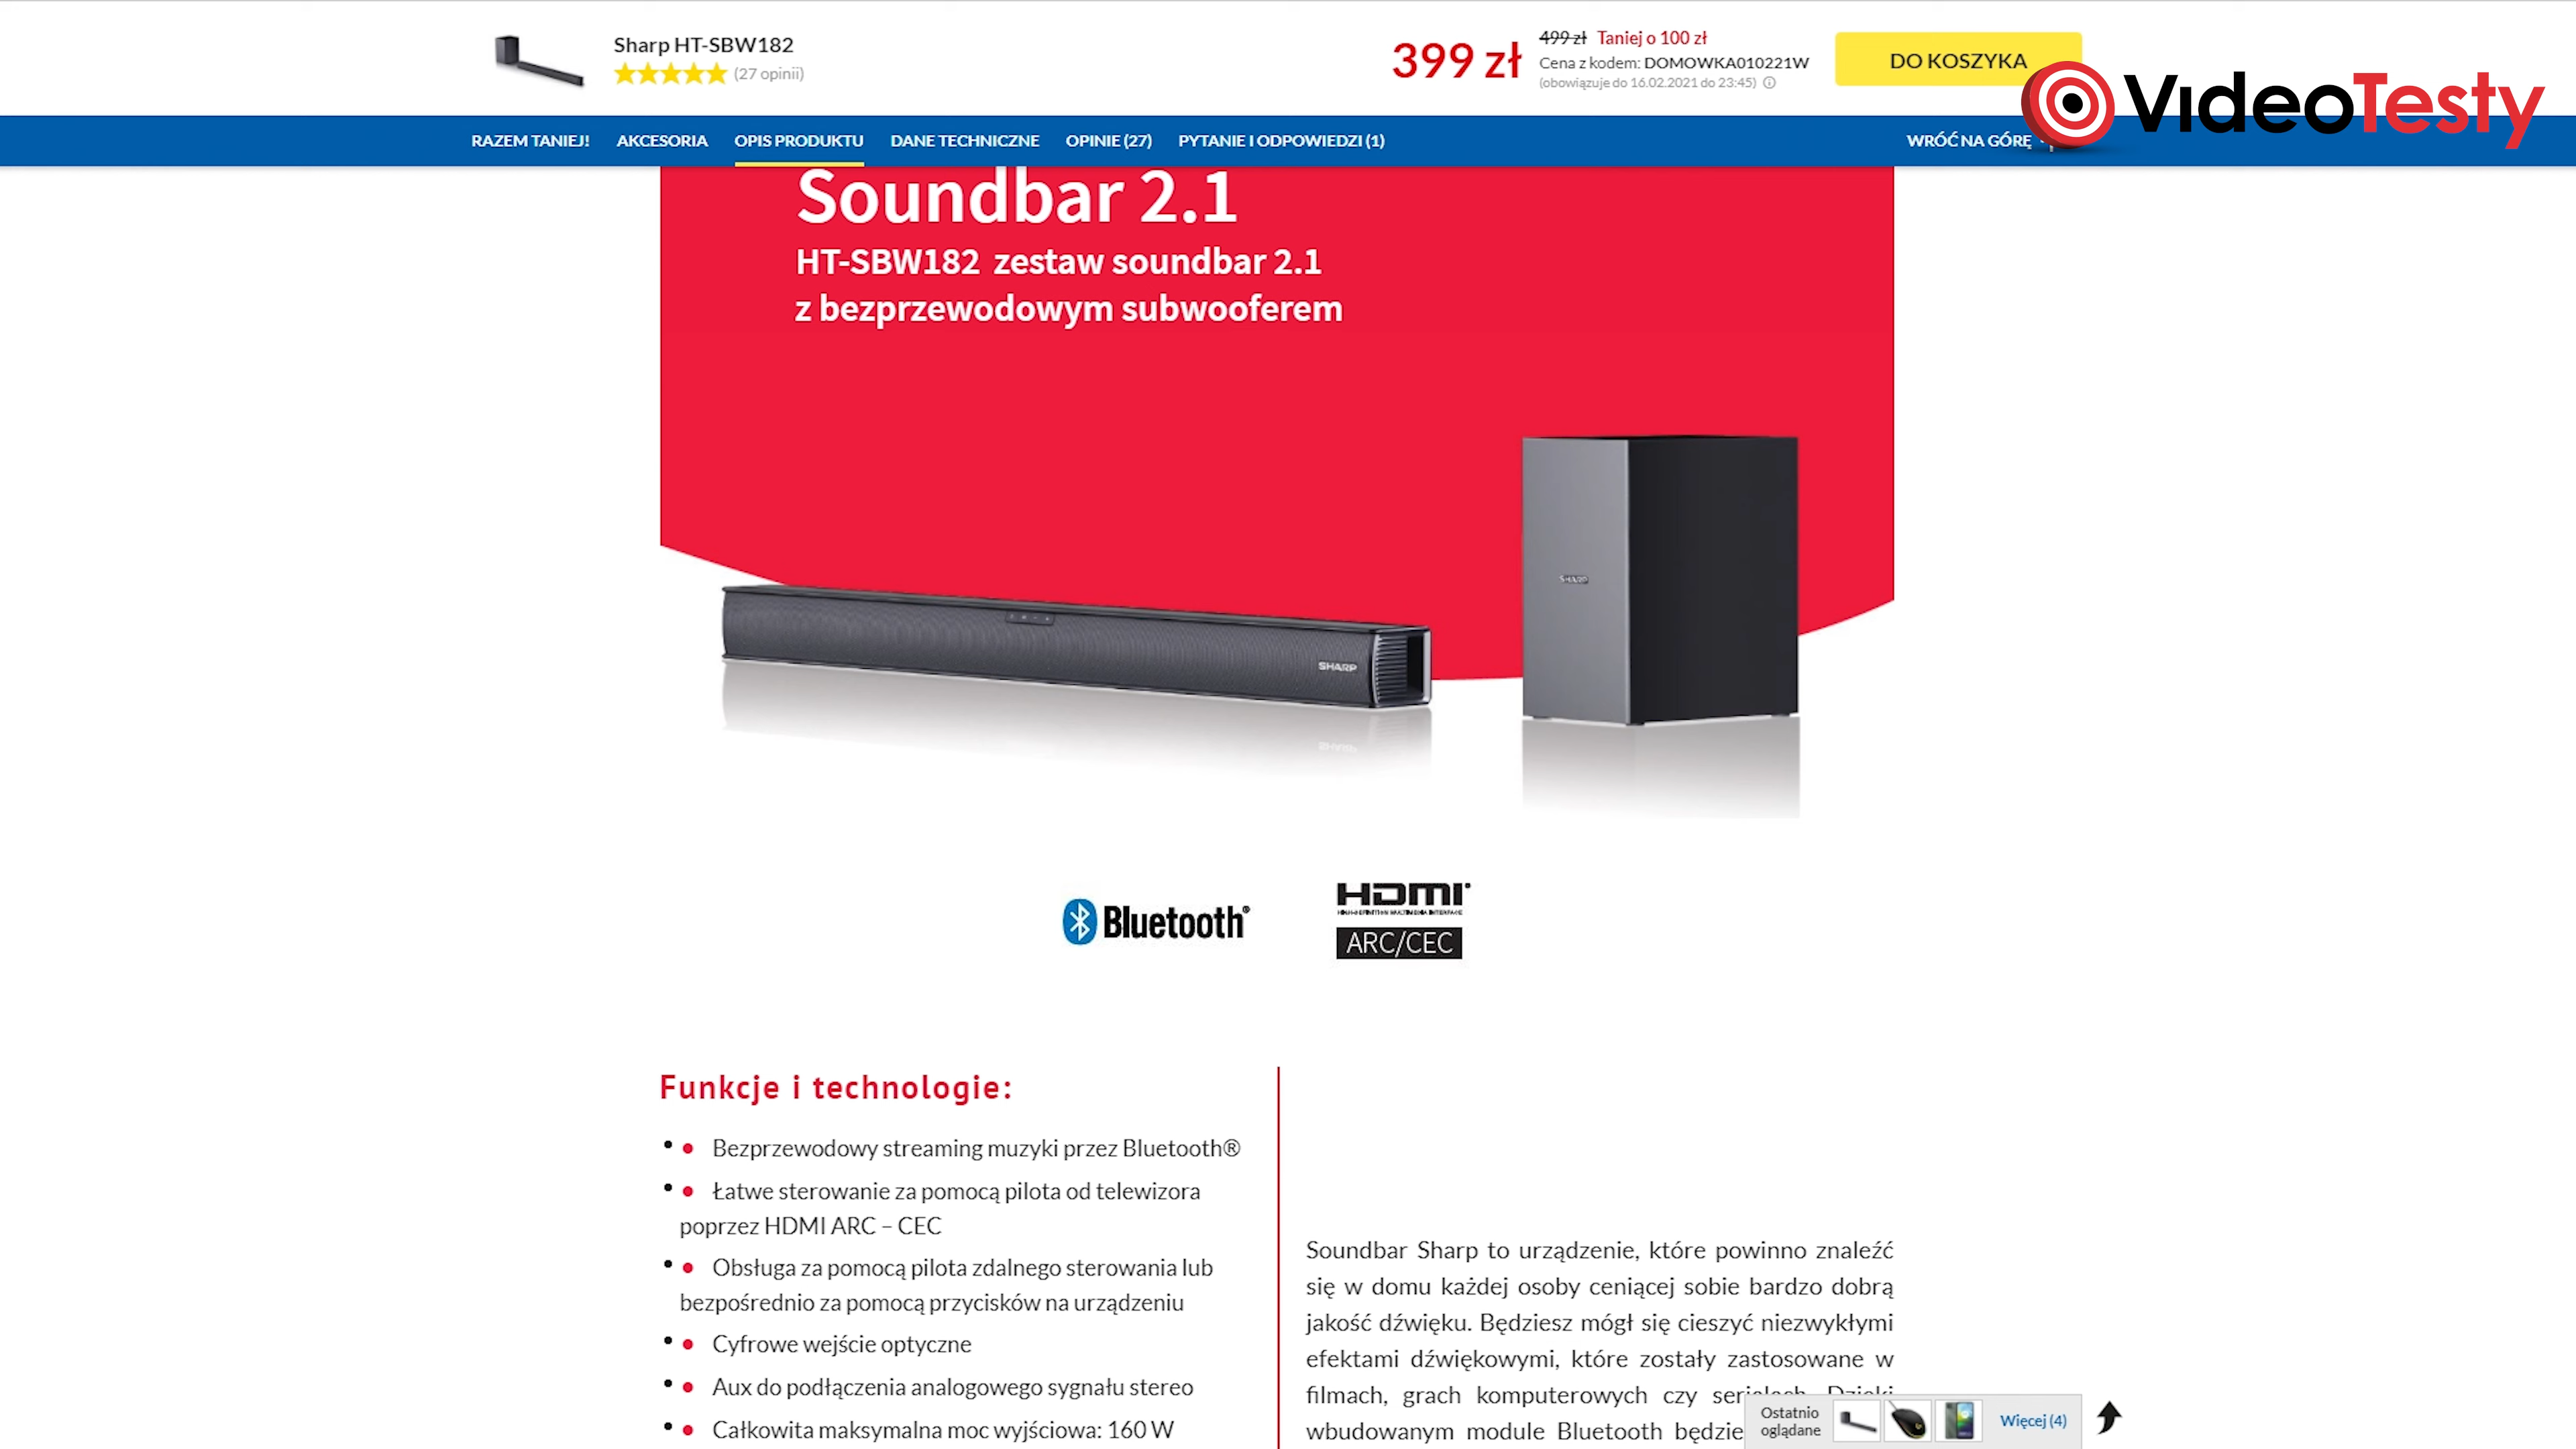 Sharp HT-SBW182
(27 opinii)
399 zł
499 zł Taniej o 100 zł
Cena z kodem: DOMOWKA010221W
(obowiązuje do 16.02.2021 do 23:45)
DO KOSZYKA
VideoTesty
RAZEM TANIEJ! AKCESORIA OPIS PRODUKTU DANE TECHNICZNE OPINIE (27) PYTANIE I ODPOWIEDZI (1) WRÓĆ NA GÓRĘ
Soundbar 2.1
HT-SBW182 zestaw soundbar 2.1
z bezprzewodowym subwooferem
SHARP
SHARP
Bluetooth®
HDMI
HIGH-DEFINITION MULTIMEDIA INTERFACE
ARC/CEC
Funkcje i technologie:
• Bezprzewodowy streaming muzyki przez Bluetooth®
• Łatwe sterowanie za pomocą pilota od telewizora
poprzez HDMI ARC – CEC
• Obsługa za pomocą pilota zdalnego sterowania lub
bezpośrednio za pomocą przycisków na urządzeniu
• Cyfrowe wejście optyczne
• Aux do podłączenia analogowego sygnału stereo
• Całkowita maksymalna moc wyjściowa: 160 W
Soundbar Sharp to urządzenie, które powinno znaleźć
się w domu każdej osoby ceniącej sobie bardzo dobrą
jakość dźwięku. Będziesz mógł się cieszyć niezwykłymi
efektami dźwiękowymi, które zostały zastosowane w
filmach, grach komputerowych czy
wbudowanym module Bluetooth będzie
Ostatnio
oglądane
Więcej (4)